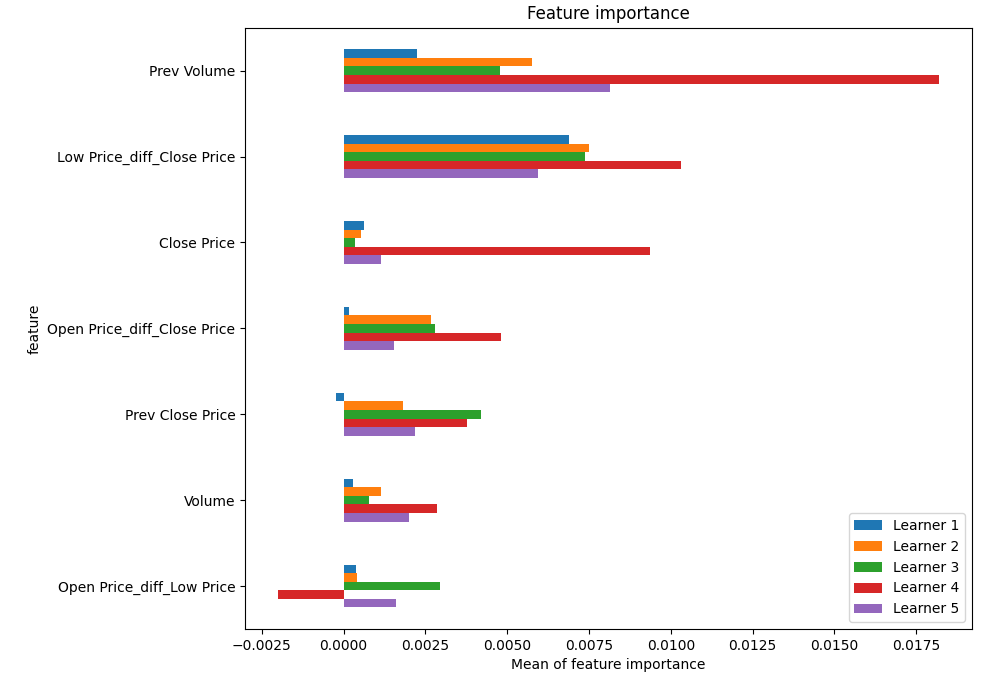 Feature importance
Prev Volume
Low Price_diff_Close Price
Close Price
Open Price_diff_Close Price
Prev Close Price
Volume
Open Price_diff_Low Price
feature
Learner 1
Learner 2
Learner 3
Learner 4
Learner 5
−0.0025 0.0000 0.0025 0.0050 0.0075 0.0100 0.0125 0.0150 0.0175
Mean of feature importance